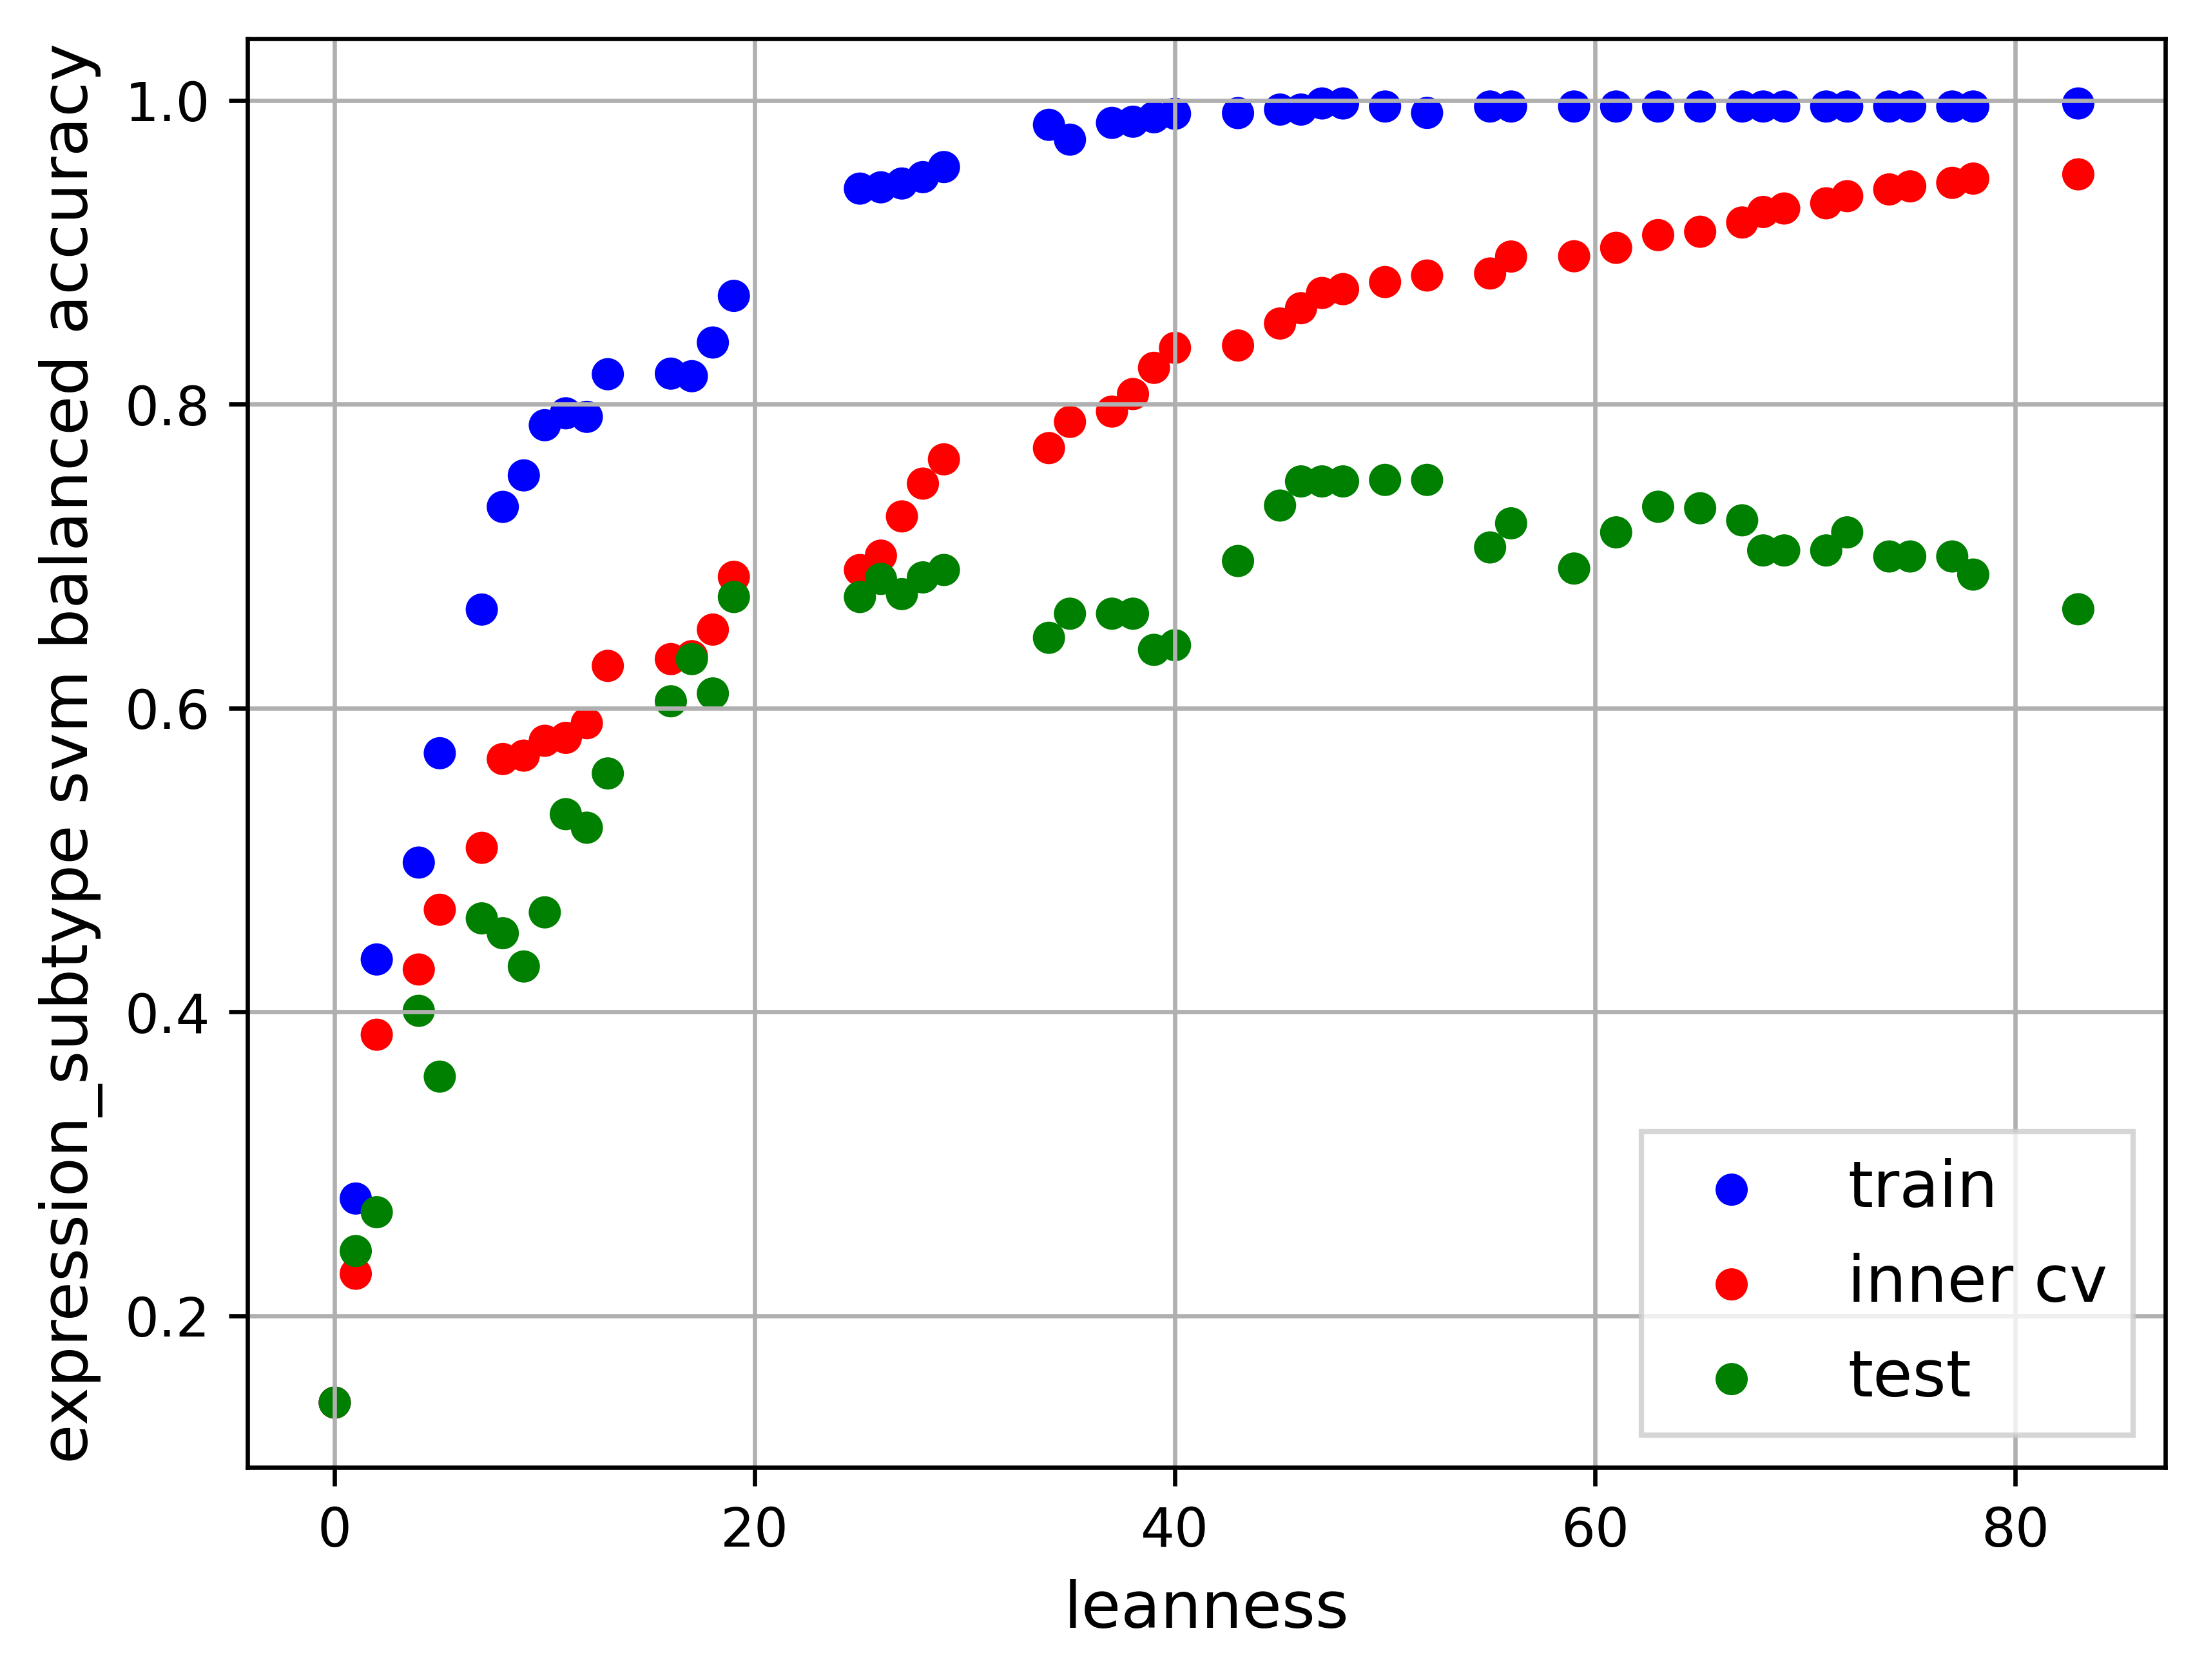 expression_subtype svm balanced accuracy
1.0
0.8
0.6
0.4
0.2
train
inner cv
test
0 20 40 60 80
leanness